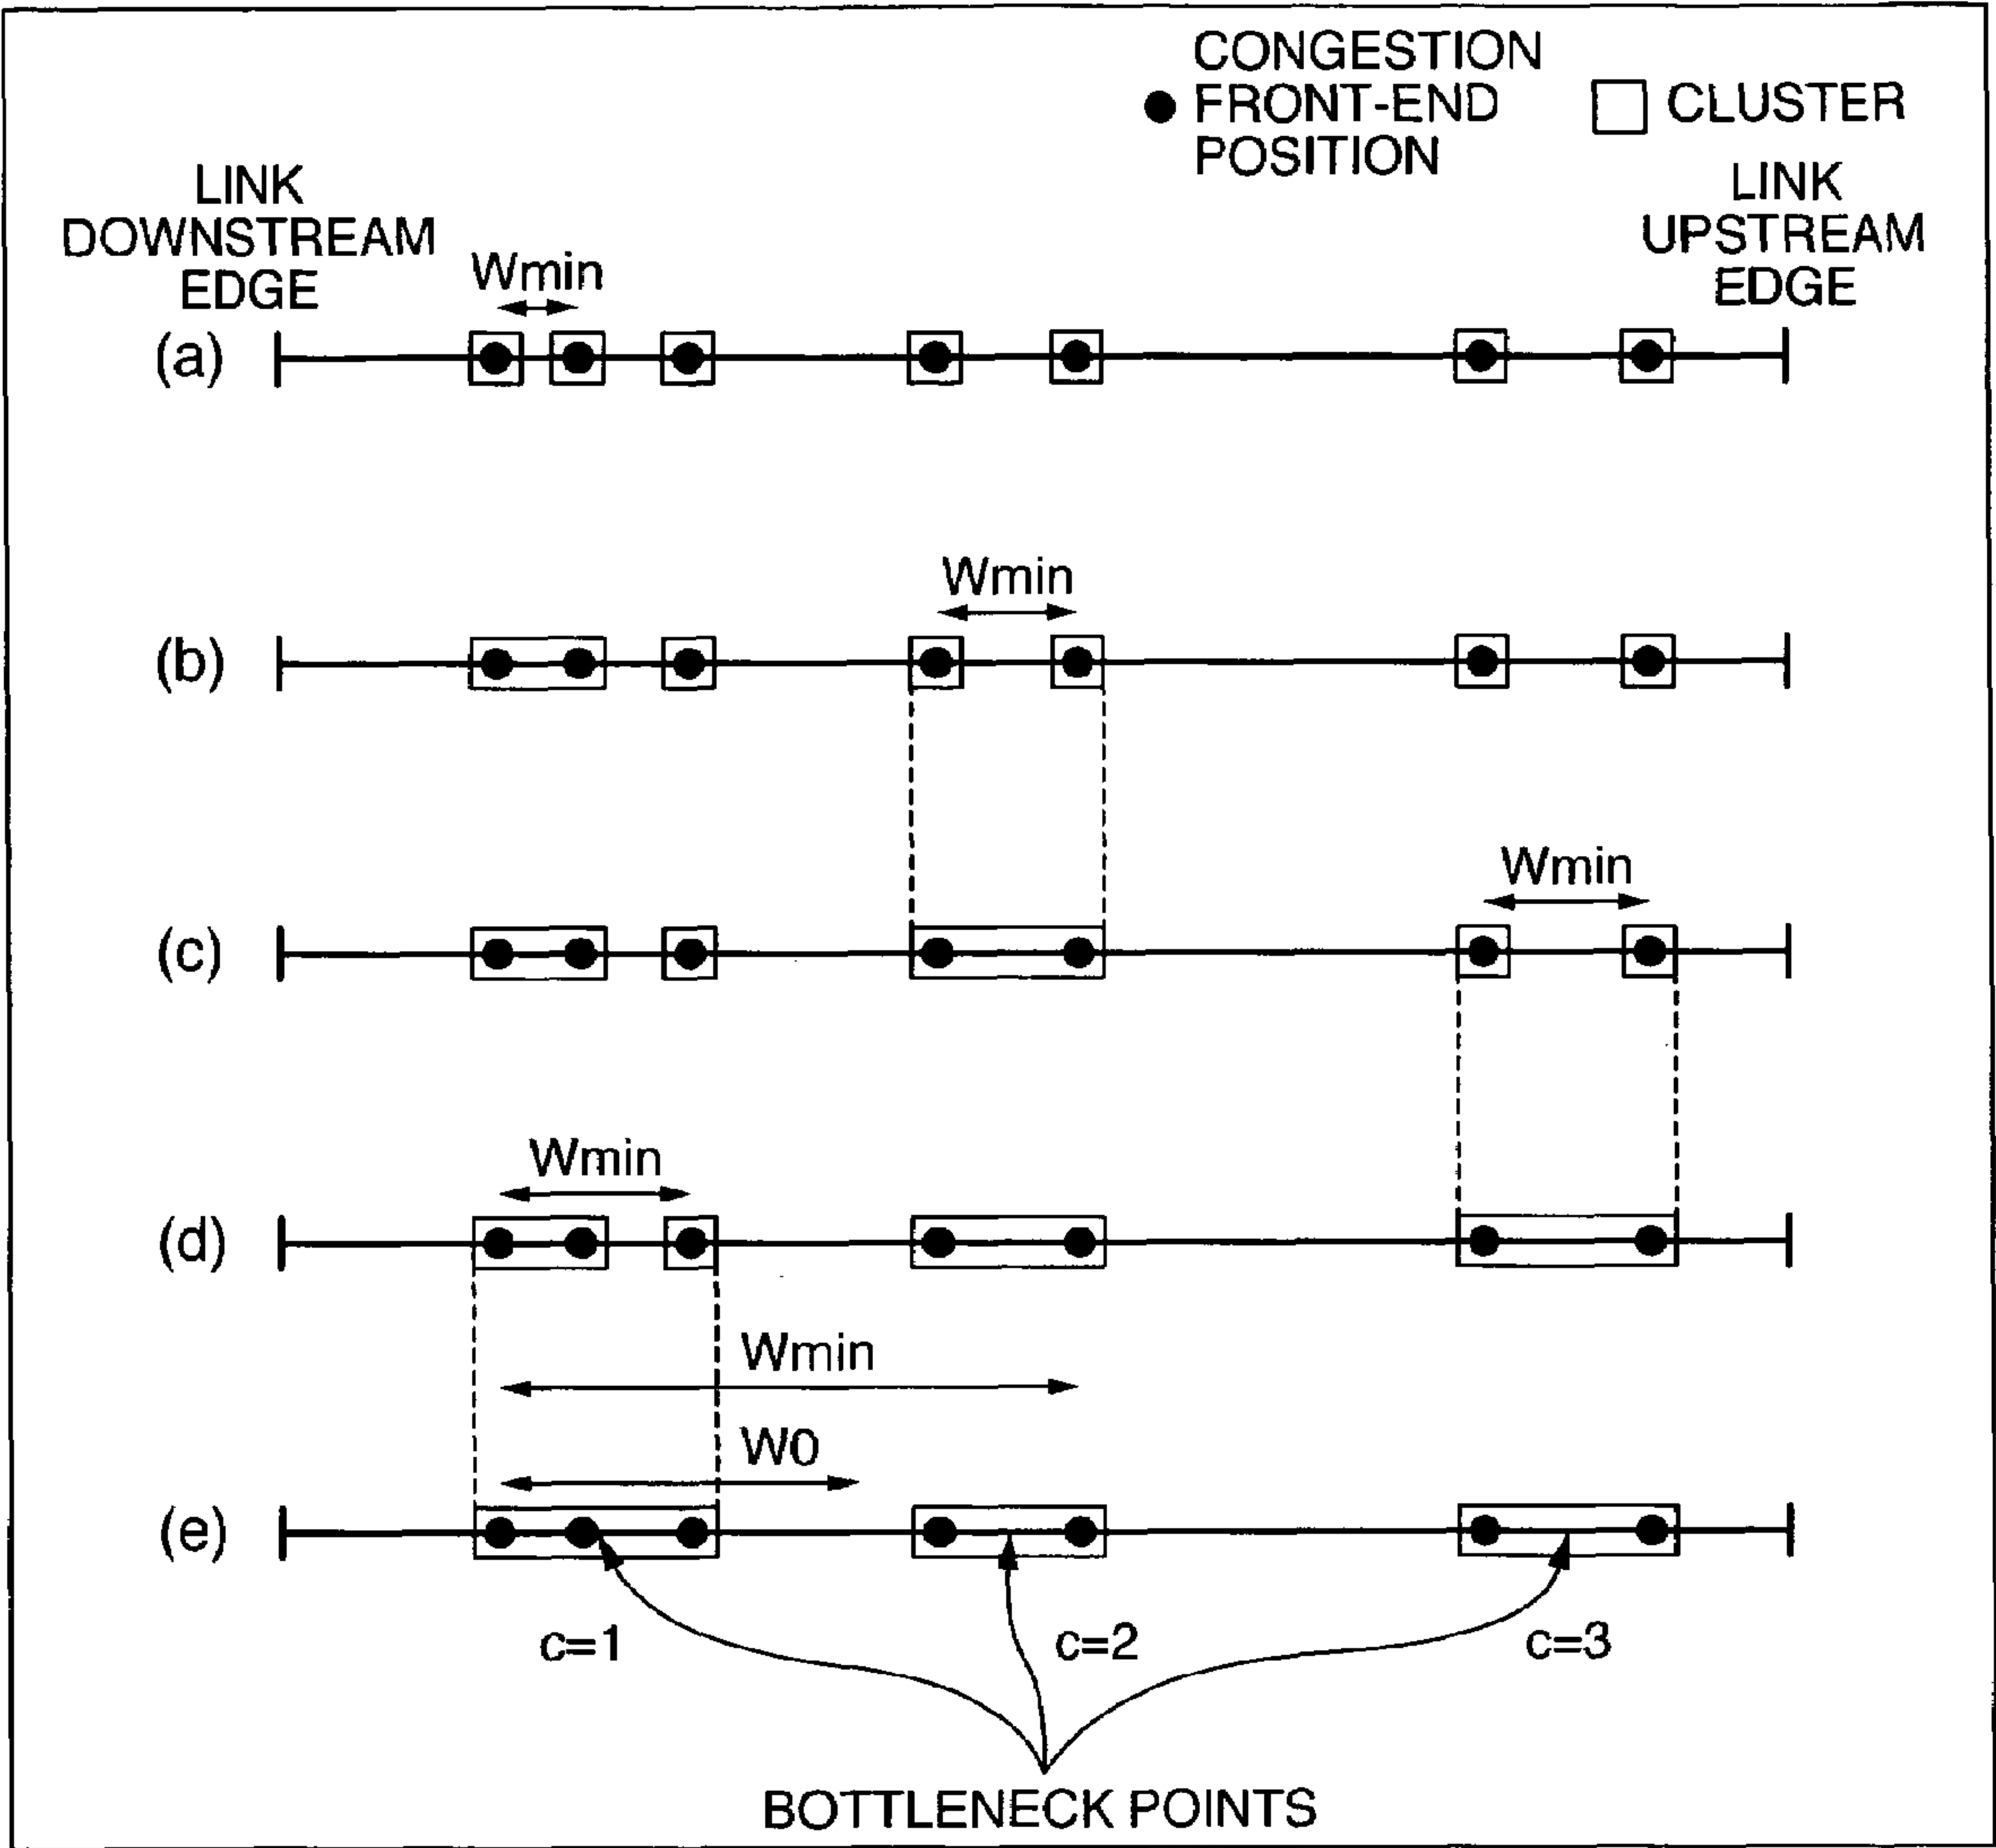 CONGESTION
FRONT-END
POSITION
CLUSTER
LINK
DOWNSTREAM
EDGE
LINK
UPSTREAM
EDGE
Wmin
(a)
Wmin
(b)
Wmin
(c)
Wmin
(d)
Wmin
W0
(e)
c=1
c=2
c=3
BOTTLENECK POINTS